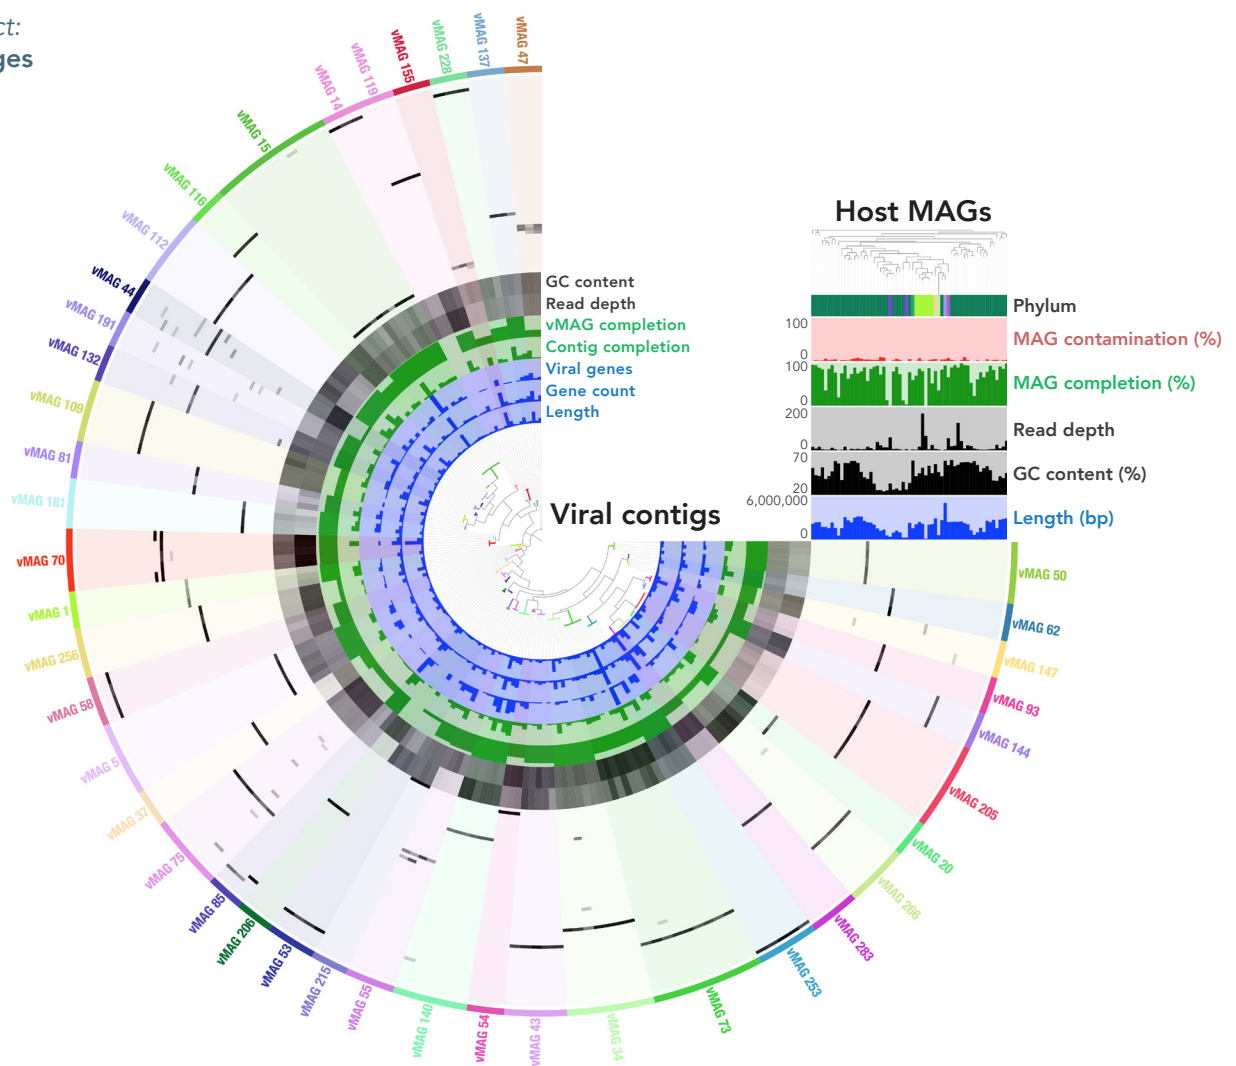 ct:
ges
vMAG 47
vMAG 137
vMAG 228
vMAG 155
vMAG 119
vMAG 14
vMAG 15
vMAG 116
vMAG 112
vMAG 44
vMAG 191
vMAG 132
vMAG 109
vMAG 81
vMAG 181
vMAG 70
vMAG 1
vMAG 256
vMAG 58
vMAG 5
vMAG 37
vMAG 75
vMAG 85
vMAG 206
vMAG 53
vMAG 215
vMAG 55
vMAG 140
vMAG 54
vMAG 43
vMAG 34
vMAG 73
vMAG 253
vMAG 283
vMAG 266
vMAG 20
vMAG 205
vMAG 144
vMAG 93
vMAG 147
vMAG 62
vMAG 50
GC content
Read depth
vMAG completion
Contig completion
Viral genes
Gene count
Length
Viral contigs
Host MAGs
Phylum
100
MAG contamination (%)
0
100
MAG completion (%)
0
200
Read depth
0
70
GC content (%)
20
6,000,000
Length (bp)
0